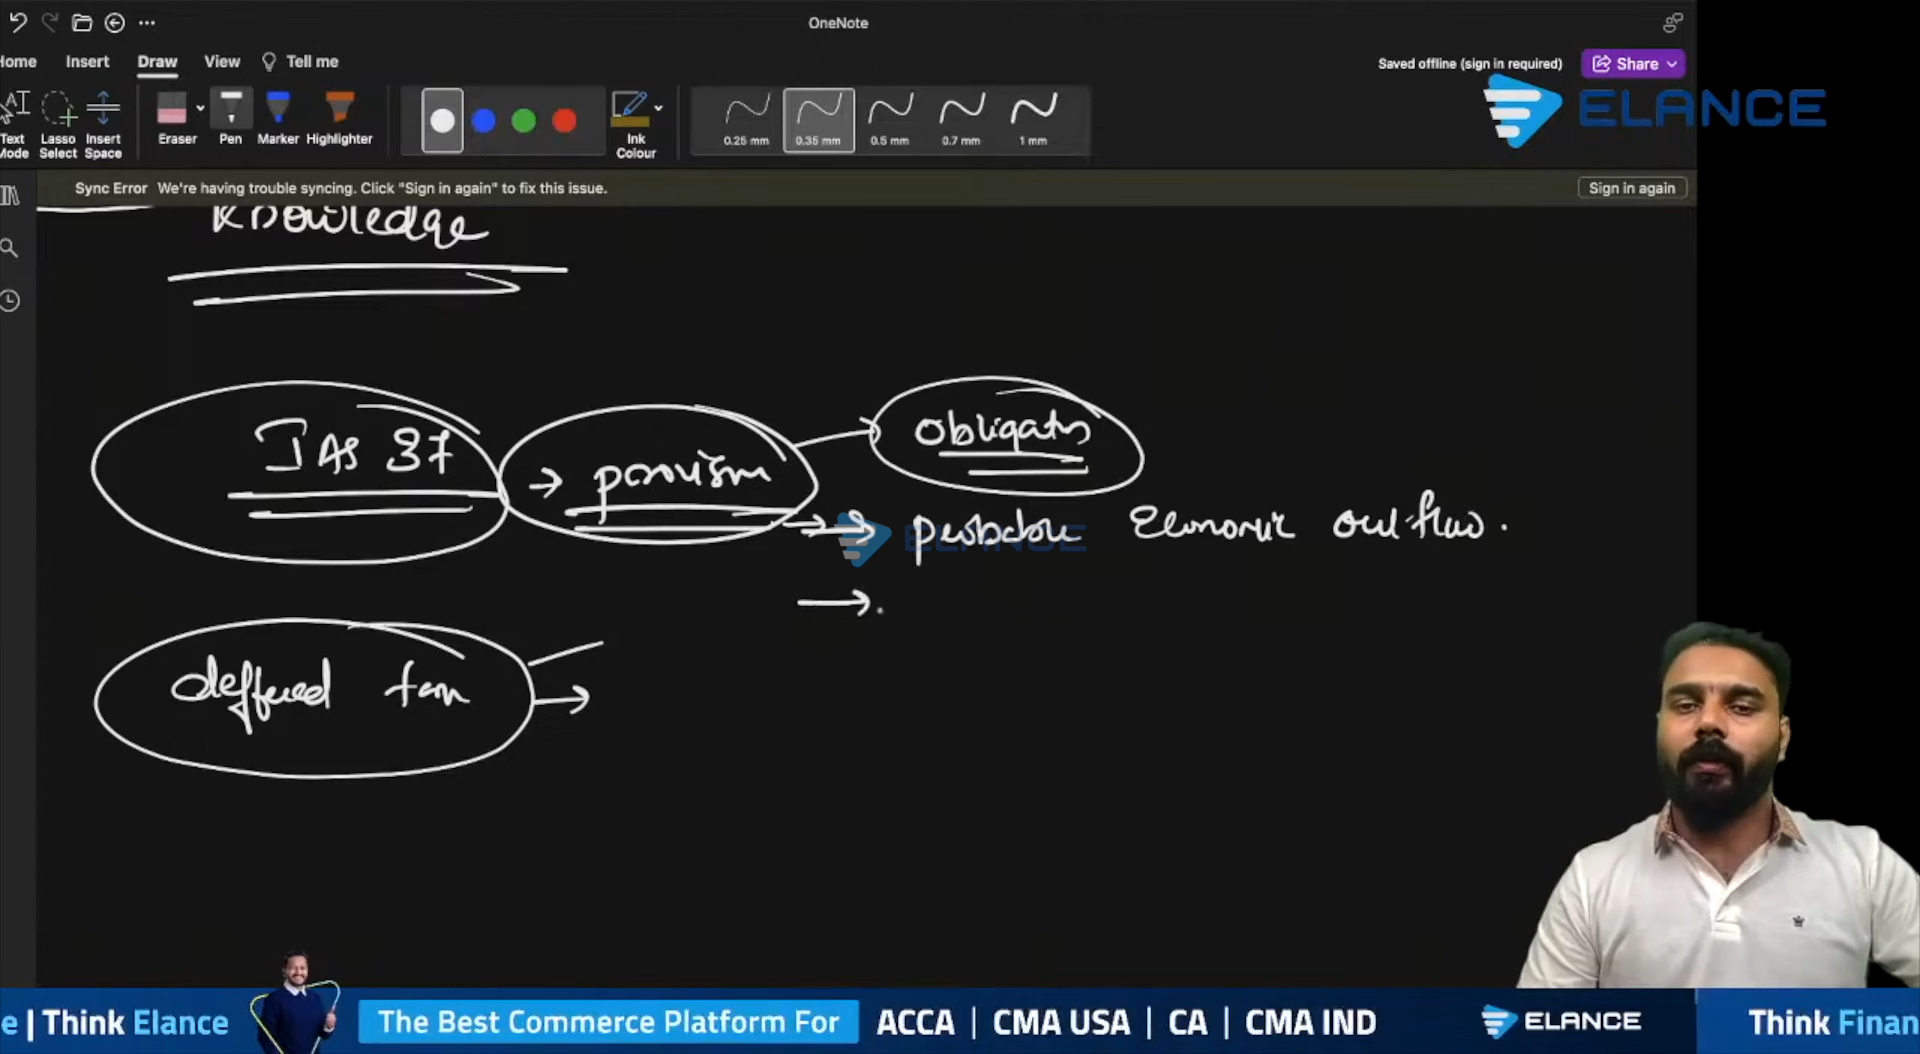 OneNote
Home Insert Draw View Tell me
Saved offline (sign in required) Share
Text Mode
Lasso Select
Insert Space
Eraser
Pen
Marker
Highlighter
Ink Colour
0.25 mm
0.35 mm
0.5 mm
0.7 mm
1 mm
ELANCE
Sync Error We're having trouble syncing. Click "Sign in again" to fix this issue. Sign in again
Knowledge
IAS 37
→ provism
obligatn
→→ probable Economic outflow.
→.
ELANCE
deffered tax
→
e | Think Elance
The Best Commerce Platform For
ACCA | CMA USA | CA | CMA IND
ELANCE
Think Finan